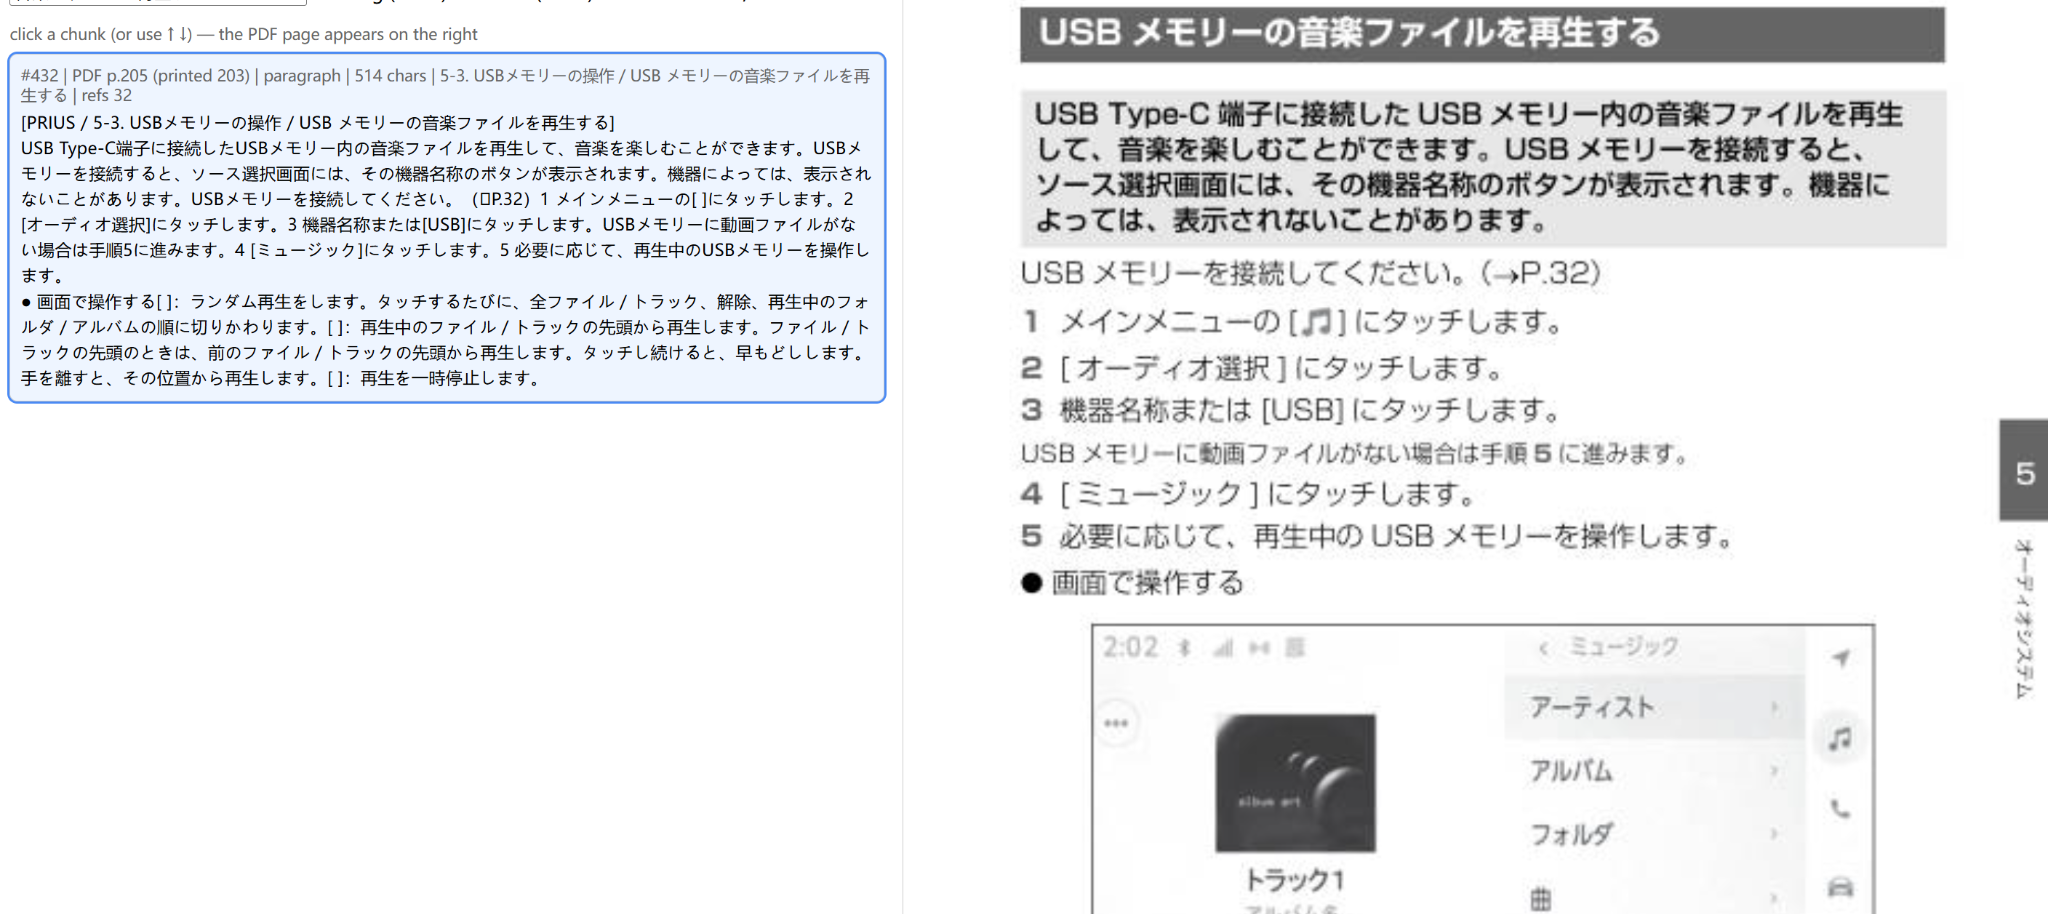 click a chunk (or use ↑↓) — the PDF page appears on the right
#432 | PDF p.205 (printed 203) | paragraph | 514 chars | 5-3. USBメモリーの操作 / USB メモリーの音楽ファイルを再
生する | refs 32
[PRIUS / 5-3. USBメモリーの操作 / USB メモリーの音楽ファイルを再生する]
USB Type-C端子に接続したUSBメモリー内の音楽ファイルを再生して、音楽を楽しむことができます。USBメ
モリーを接続すると、ソース選択画面には、その機器名称のボタンが表示されます。機器によっては、表示され
ないことがあります。USBメモリーを接続してください。（▯P.32）1 メインメニューの[ ]にタッチします。2
[オーディオ選択]にタッチします。3 機器名称または[USB]にタッチします。USBメモリーに動画ファイルがな
い場合は手順5に進みます。4 [ミュージック]にタッチします。5 必要に応じて、再生中のUSBメモリーを操作し
ます。
● 画面で操作する[ ]：ランダム再生をします。タッチするたびに、全ファイル / トラック、解除、再生中のフォ
ルダ / アルバムの順に切りかわります。[ ]：再生中のファイル / トラックの先頭から再生します。ファイル / ト
ラックの先頭のときは、前のファイル / トラックの先頭から再生します。タッチし続けると、早もどしします。
手を離すと、その位置から再生します。[ ]：再生を一時停止します。
USB メモリーの音楽ファイルを再生する
USB Type-C 端子に接続した USB メモリー内の音楽ファイルを再生
して、音楽を楽しむことができます。USB メモリーを接続すると、
ソース選択画面には、その機器名称のボタンが表示されます。機器に
よっては、表示されないことがあります。
USB メモリーを接続してください。（→P.32）
1 メインメニューの [♫] にタッチします。
2 [ オーディオ選択 ] にタッチします。
3 機器名称または [USB] にタッチします。
USB メモリーに動画ファイルがない場合は手順 5 に進みます。
4 [ ミュージック ] にタッチします。
5 必要に応じて、再生中の USB メモリーを操作します。
● 画面で操作する
2:02
ミュージック
アーティスト
アルバム
フォルダ
album art
トラック1
5
オーディオシステム